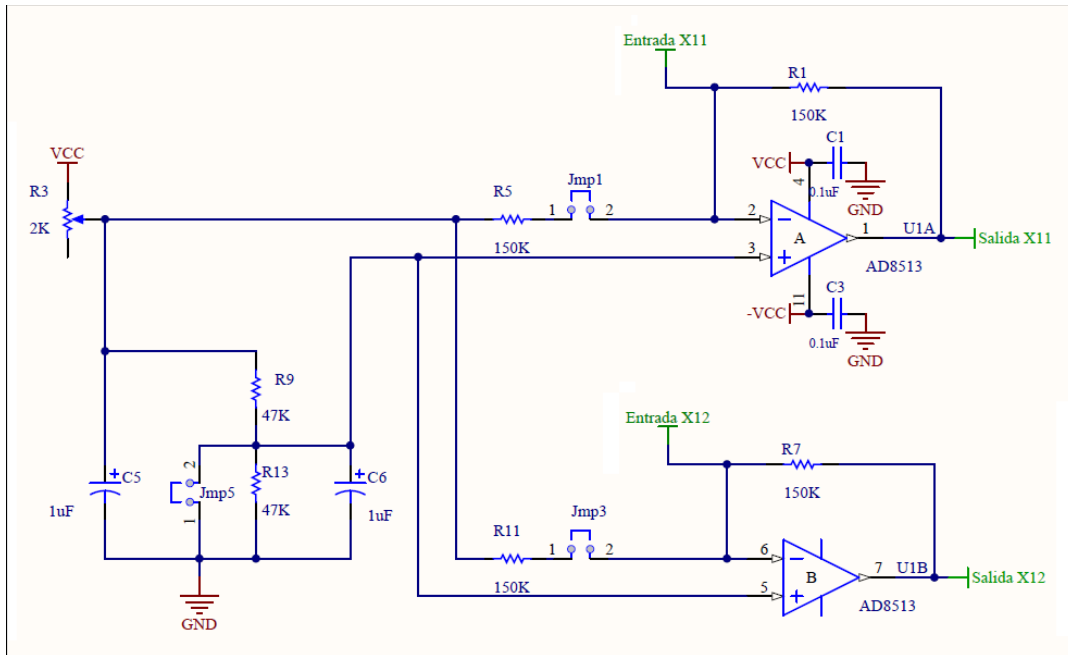 Entrada X11
R1
150K
C1
VCC
4
0.1uF
GND
VCC
R3
2K
R5
1
Jmp1
2
150K
2
3
A
1
U1A
Salida X11
AD8513
11
C3
-VCC
0.1uF
GND
R9
47K
C5
1uF
2
Jmp5
1
R13
47K
C6
1uF
GND
Entrada X12
R7
150K
R11
1
Jmp3
2
150K
6
5
B
7
U1B
Salida X12
AD8513